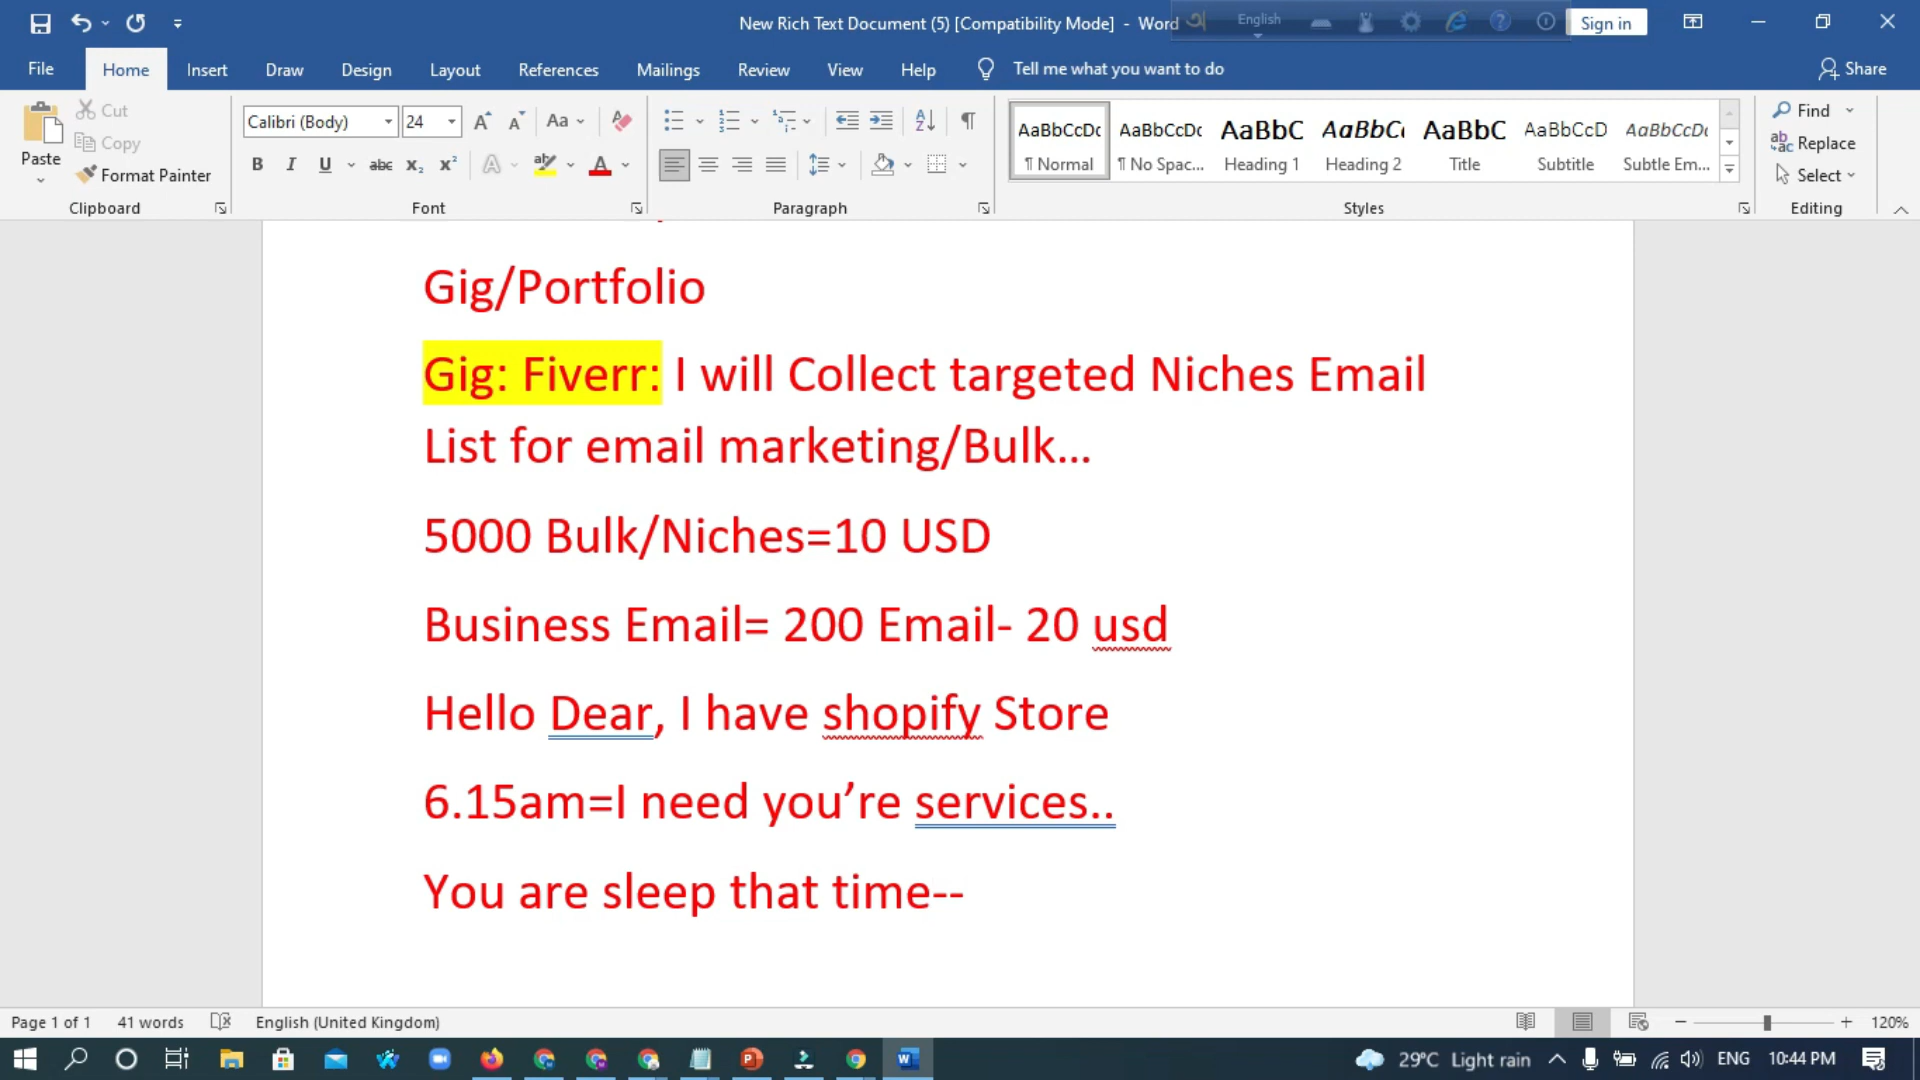 New Rich Text Document (5) [Compatibility Mode] - Word
English
Sign in
File Home Insert Draw Design Layout References Mailings Review View Help Tell me what you want to do Share
Paste
Cut
Copy
Format Painter
Clipboard
Calibri (Body) 24
Font
Paragraph
AaBbCcDc AaBbCcDc AaBbC AaBbC AaBbC AaBbCcD AaBbCcDc
¶ Normal ¶ No Spac... Heading 1 Heading 2 Title Subtitle Subtle Em...
Styles
Find
Replace
Select
Editing
Gig/Portfolio
Gig: Fiverr: I will Collect targeted Niches Email
List for email marketing/Bulk...
5000 Bulk/Niches=10 USD
Business Email= 200 Email- 20 usd
Hello Dear, I have shopify Store
6.15am=I need you’re services..
You are sleep that time--
Page 1 of 1 41 words English (United Kingdom) 120%
29°C Light rain ENG 10:44 PM